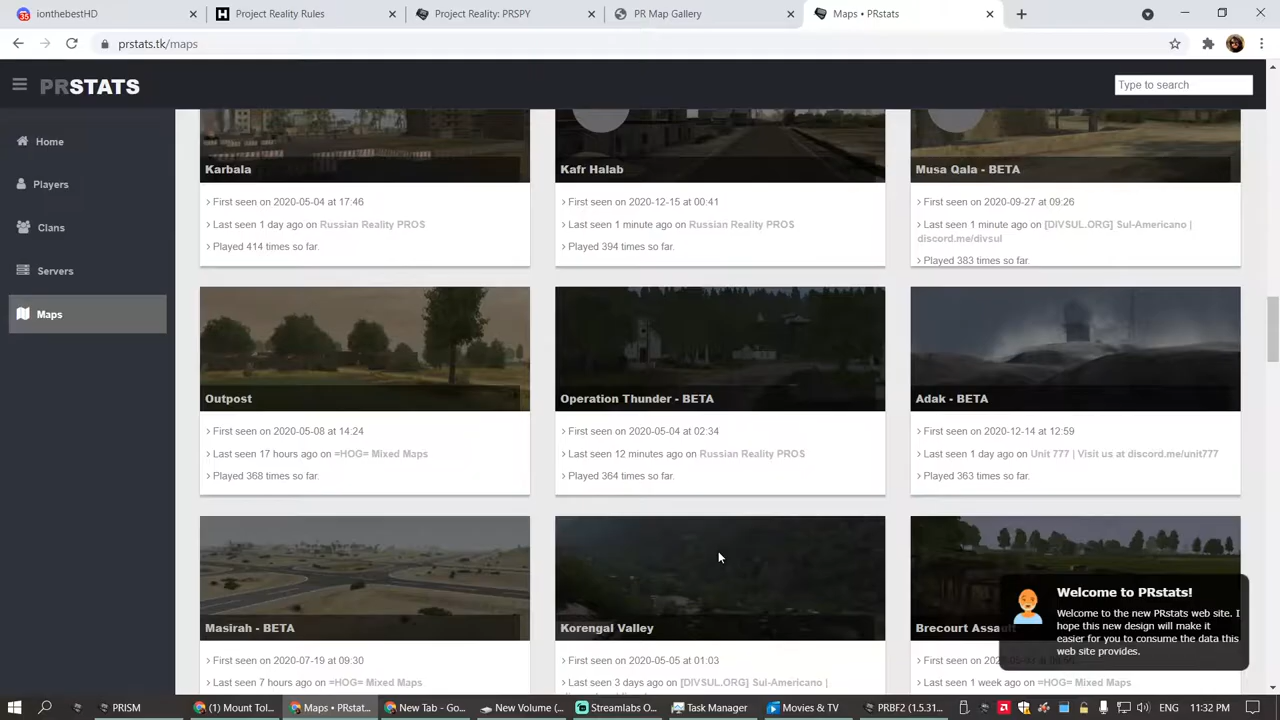 35 ionthebestHD
Project Reality Rules
Project Reality: PRSPY
PR Map Gallery
Maps • PRstats
prstats.tk/maps
PRSTATS
Type to search
Home
Players
Clans
Servers
Maps
Karbala
> First seen on 2020-05-04 at 17:46
> Last seen 1 day ago on Russian Reality PROS
> Played 414 times so far.
Kafr Halab
> First seen on 2020-12-15 at 00:41
> Last seen 1 minute ago on Russian Reality PROS
> Played 394 times so far.
Musa Qala - BETA
> First seen on 2020-09-27 at 09:26
> Last seen 1 minute ago on [DIVSUL.ORG] Sul-Americano |
discord.me/divsul
> Played 383 times so far.
Outpost
> First seen on 2020-05-08 at 14:24
> Last seen 17 hours ago on =HOG= Mixed Maps
> Played 368 times so far.
Operation Thunder - BETA
> First seen on 2020-05-04 at 02:34
> Last seen 12 minutes ago on Russian Reality PROS
> Played 364 times so far.
Adak - BETA
> First seen on 2020-12-14 at 12:59
> Last seen 1 day ago on Unit 777 | Visit us at discord.me/unit777
> Played 363 times so far.
Masirah - BETA
> First seen on 2020-07-19 at 09:30
> Last seen 7 hours ago on =HOG= Mixed Maps
Korengal Valley
> First seen on 2020-05-05 at 01:03
> Last seen 3 days ago on [DIVSUL.ORG] Sul-Americano |
Brecourt Assault
> First seen on
> Last seen 1 week ago on =HOG= Mixed Maps
Welcome to PRstats!
Welcome to the new PRstats web site. I
hope this new design will make it
easier for you to consume the data this
web site provides.
PRISM
(1) Mount Tol...
Maps • PRstat...
New Tab - Go...
New Volume (...
Streamlabs O...
Task Manager
Movies & TV
PRBF2 (1.5.31...
ENG
11:32 PM